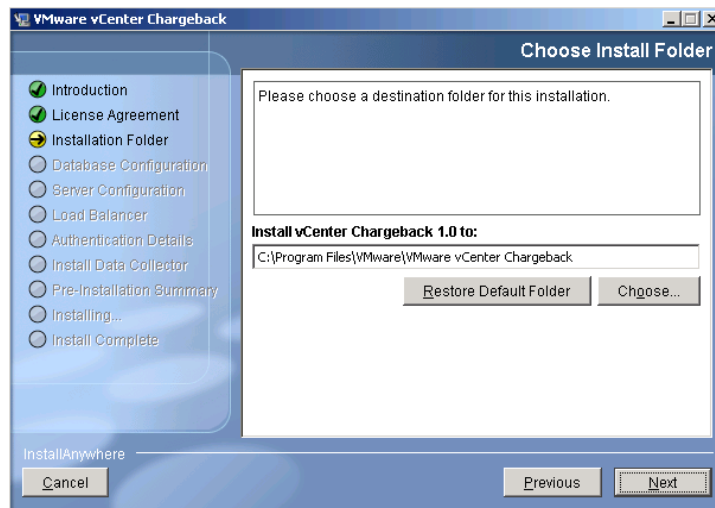 VMware vCenter Chargeback
Choose Install Folder
Introduction
License Agreement
Installation Folder
Database Configuration
Server Configuration
Load Balancer
Authentication Details
Install Data Collector
Pre-Installation Summary
Installing...
Install Complete
Please choose a destination folder for this installation.
Install vCenter Chargeback 1.0 to:
C:\Program Files\VMware\VMware vCenter Chargeback
Restore Default Folder
Choose...
InstallAnywhere
Cancel
Previous
Next